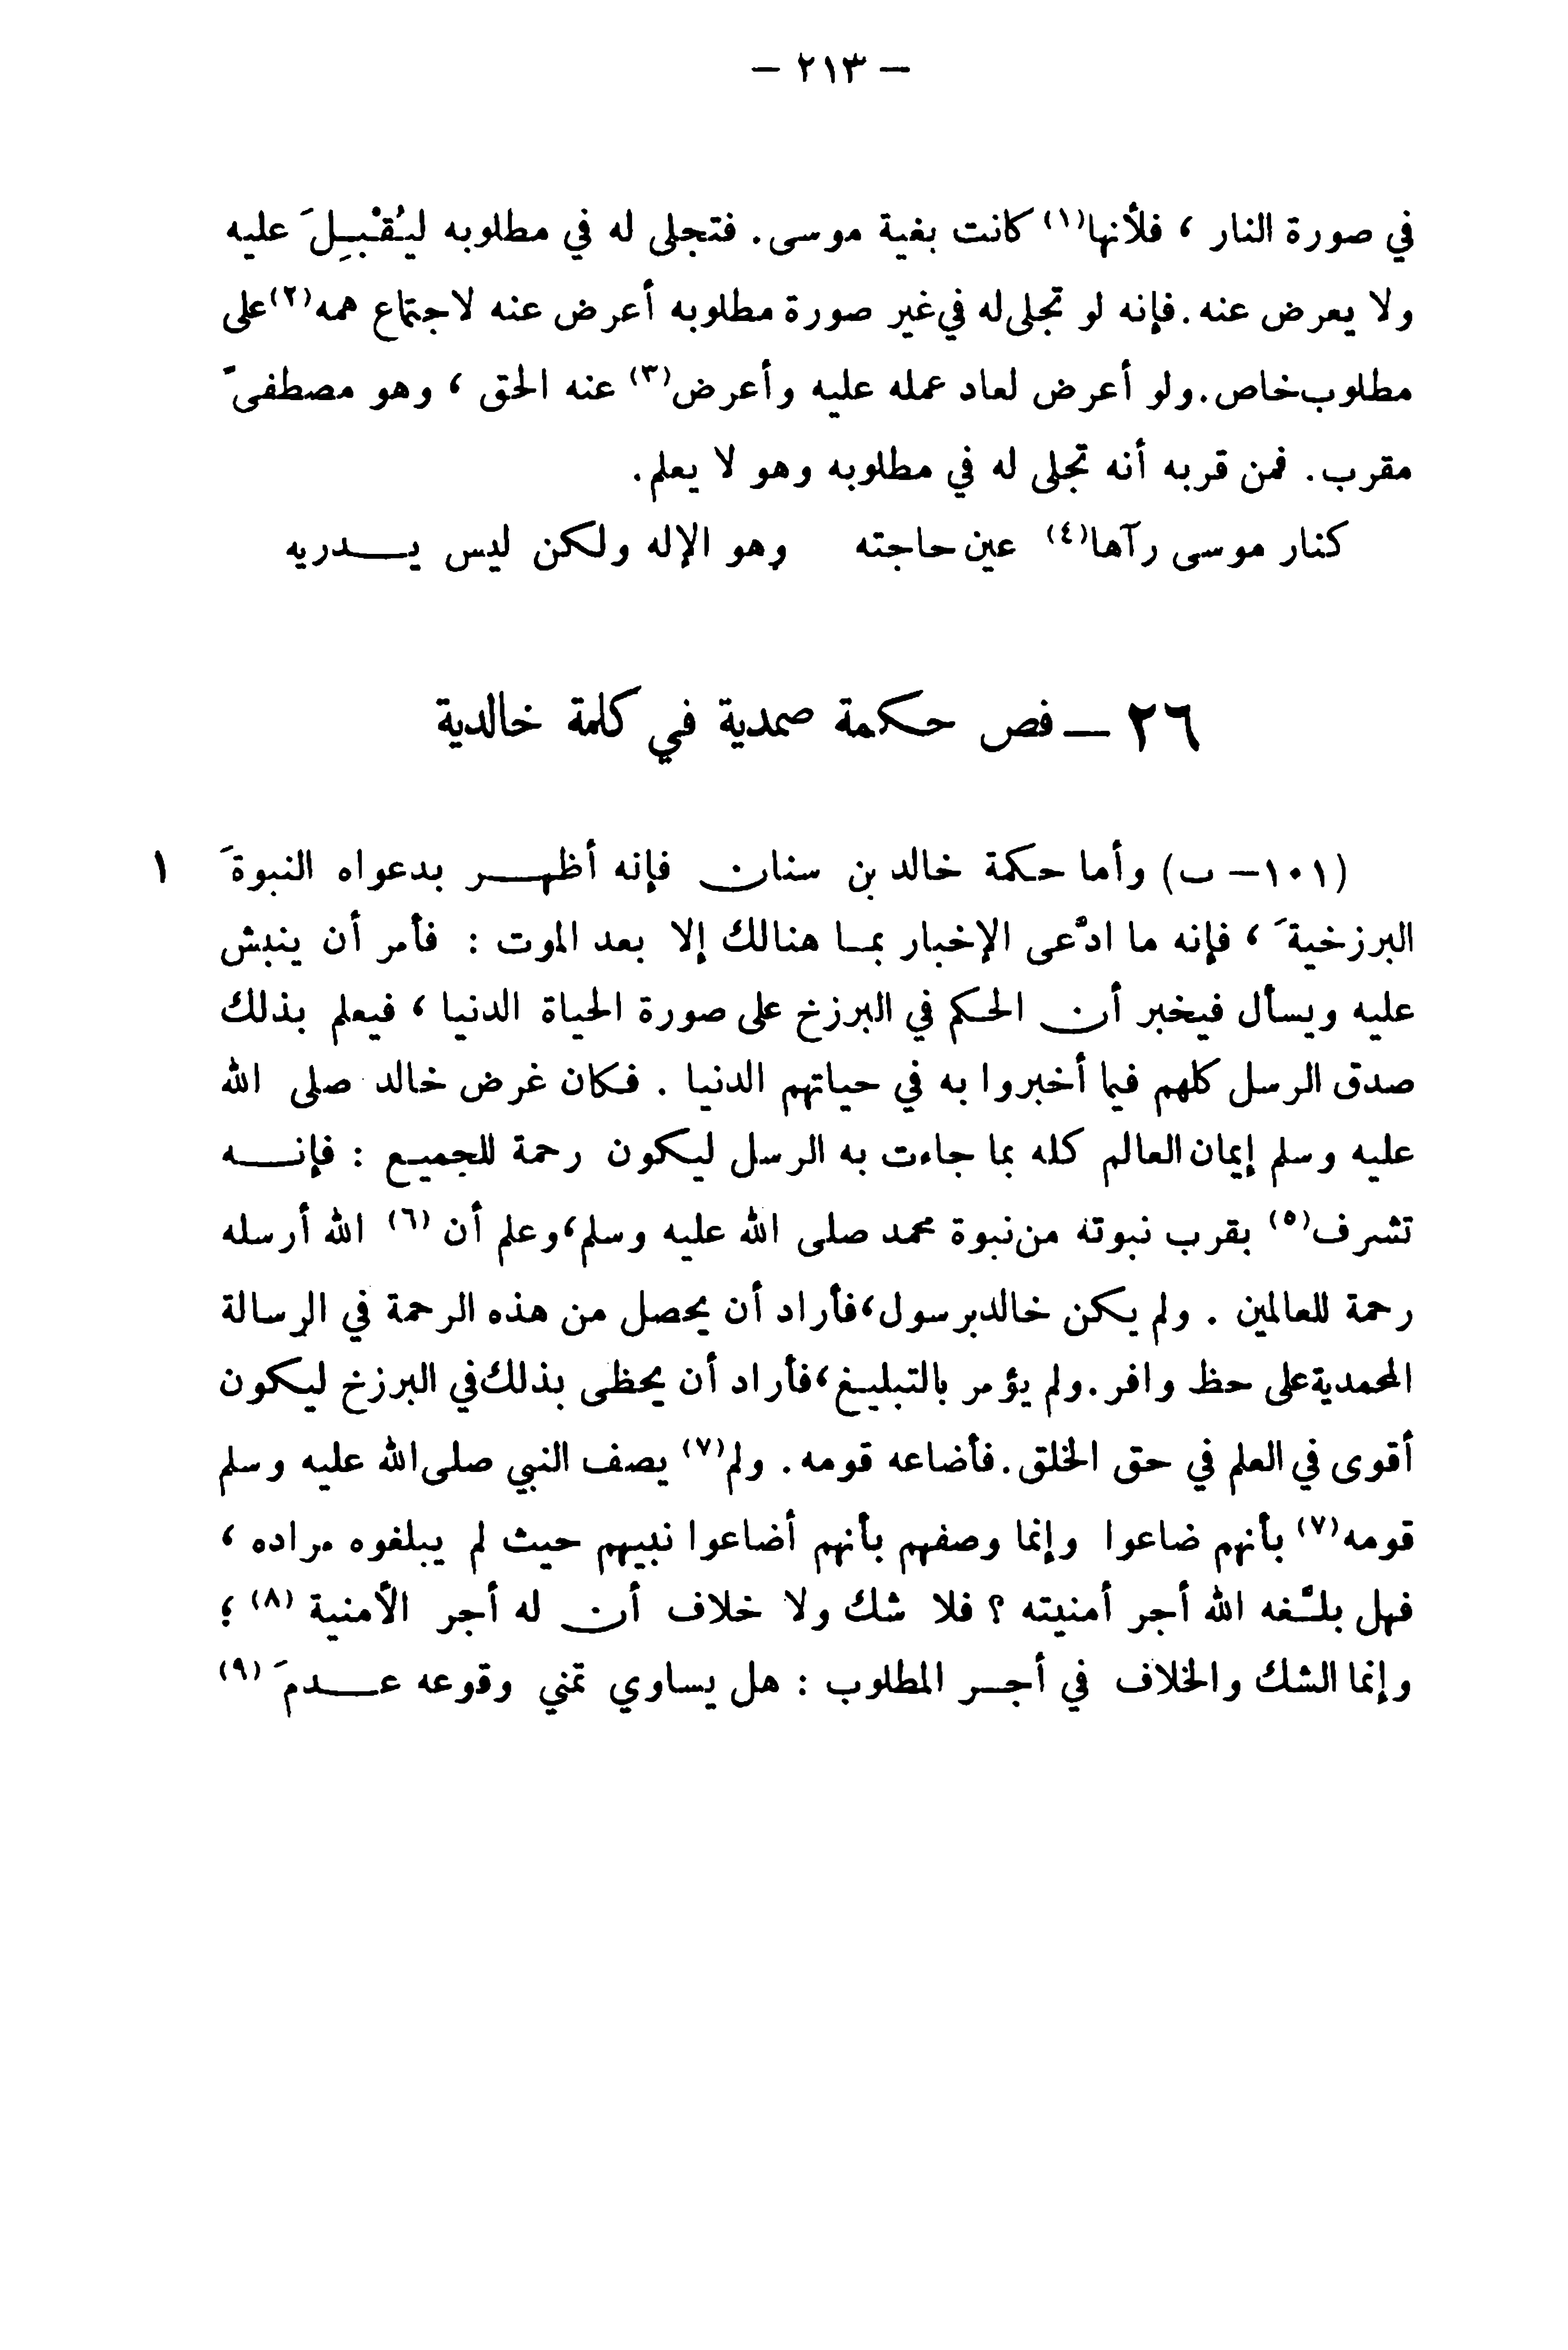 – ٢١٣ –
في صورة النار ، فلأنها(١) كانت بغية موسى. فتجلى له في مطلوبه ليُقْبِلَ عليه
ولا يعرض عنه. فإنه لو تجلى له في غير صورة مطلوبه أعرض عنه لاجتماع همه(٢) على
مطلوب خاص. ولو أعرض لعاد عمله عليه وأعرض(٣) عنه الحق ، وهو مصطفىً
مقرب. فمن قربه أنه تجلى له في مطلوبه وهو لا يعلم.
كنار موسى رآها(٤) عين حاجته وهو الإله ولكن ليس يـــدريه
٢٦ – فص حكمة صمدية في كلمة خالدية
(١٠١ – ب) وأما حكمة خالد بن سنان فإنه أظهـــر بدعواه النبوةَ ١
البرزخيةَ ، فإنه ما ادَّعى الإخبار بمـا هنالك إلا بعد الموت : فأمر أن ينبش
عليه ويسأل فيخبر أن الحكم في البرزخ على صورة الحياة الدنيا ، فيعلم بذلك
صدق الرسل كلهم فيما أخبروا به في حياتهم الدنيا . فكان غرض خالد صلى الله
عليه وسلم إيمان العالم كله بما جاءت به الرسل ليكون رحمة للجميع : فإنـــه
تشرف(٥) بقرب نبوته من نبوة محمد صلى الله عليه وسلم، وعلم أن (٦) الله أرسله
رحمة للعالمين . ولم يكن خالد برسول، فأراد أن يحصل من هذه الرحمة في الرسالة
المحمدية على حظ وافر. ولم يؤمر بالتبليغ، فأراد أن يحظى بذلك في البرزخ ليكون
أقوى في العلم في حق الخلق. فأضاعه قومه. ولم(٧) يصف النبي صلى الله عليه وسلم
قومه(٧) بأنهم ضاعوا وإنما وصفهم بأنهم أضاعوا نبيهم حيث لم يبلغوه مراده ،
فهل بلَّغه الله أجر أمنيته ؟ فلا شك ولا خلاف أن له أجر الأمنية (٨) ؛
وإنما الشك والخلاف في أجـر المطلوب : هل يساوي تمني وقوعه عـــدمَ (٩)